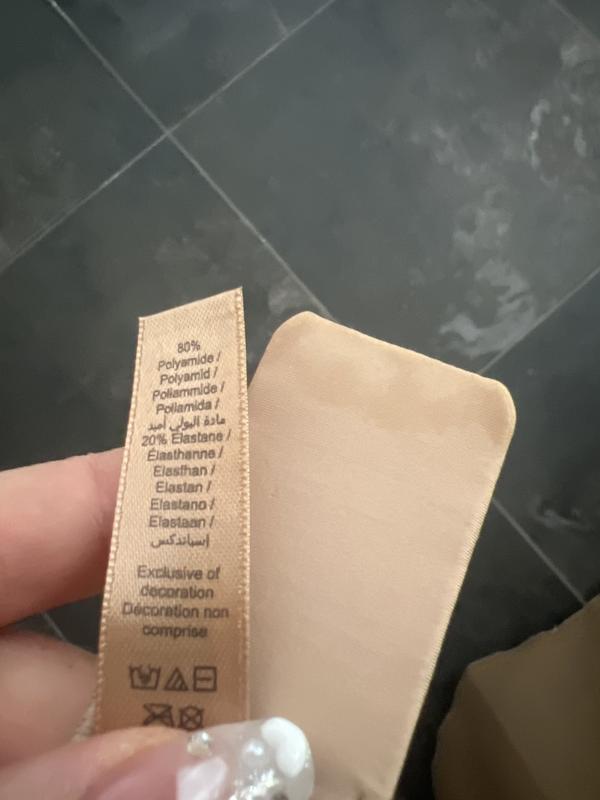 80%
Polyamide /
Polyamid /
Poliammide /
Poliamida /
مادة البولي أميد
20% Elastane /
Élasthanne /
Elasthan /
Elastan /
Elastano /
Elastaan /
إسباندكس
Exclusive of
decoration
Décoration non
comprise